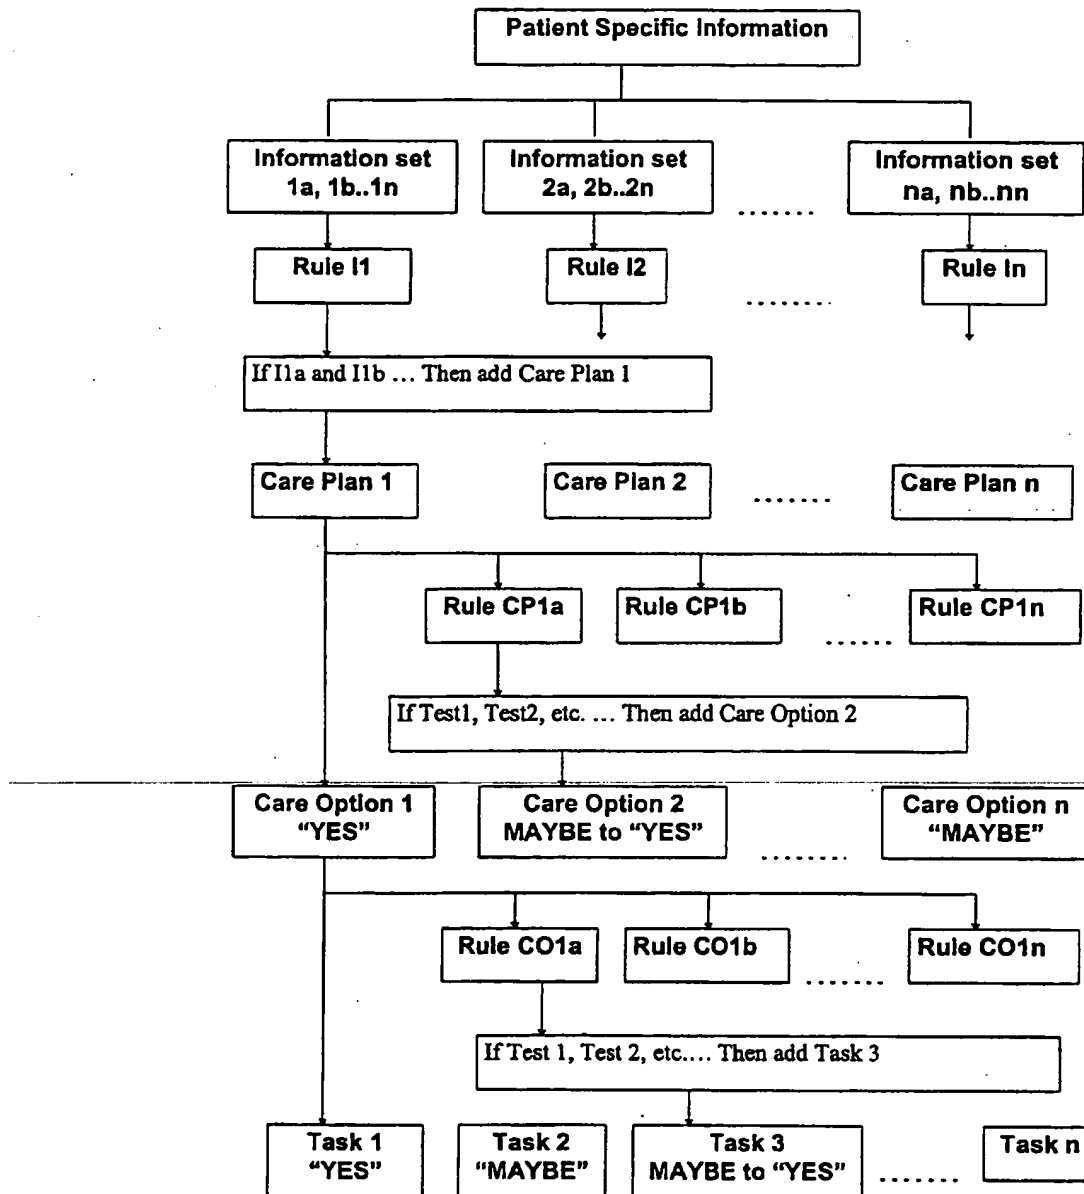 Patient Specific Information
Information set
1a, 1b..1n
Information set
2a, 2b..2n
........
Information set
na, nb..nn
Rule I1
Rule I2
.........
Rule In
If I1a and I1b ... Then add Care Plan 1
Care Plan 1
Care Plan 2
.......
Care Plan n
Rule CP1a
Rule CP1b
......
Rule CP1n
If Test1, Test2, etc. ... Then add Care Option 2
Care Option 1
“YES”
Care Option 2
MAYBE to “YES”
.........
Care Option n
“MAYBE”
Rule CO1a
Rule CO1b
........
Rule CO1n
If Test 1, Test 2, etc.... Then add Task 3
Task 1
“YES”
Task 2
“MAYBE”
Task 3
MAYBE to “YES”
........
Task n